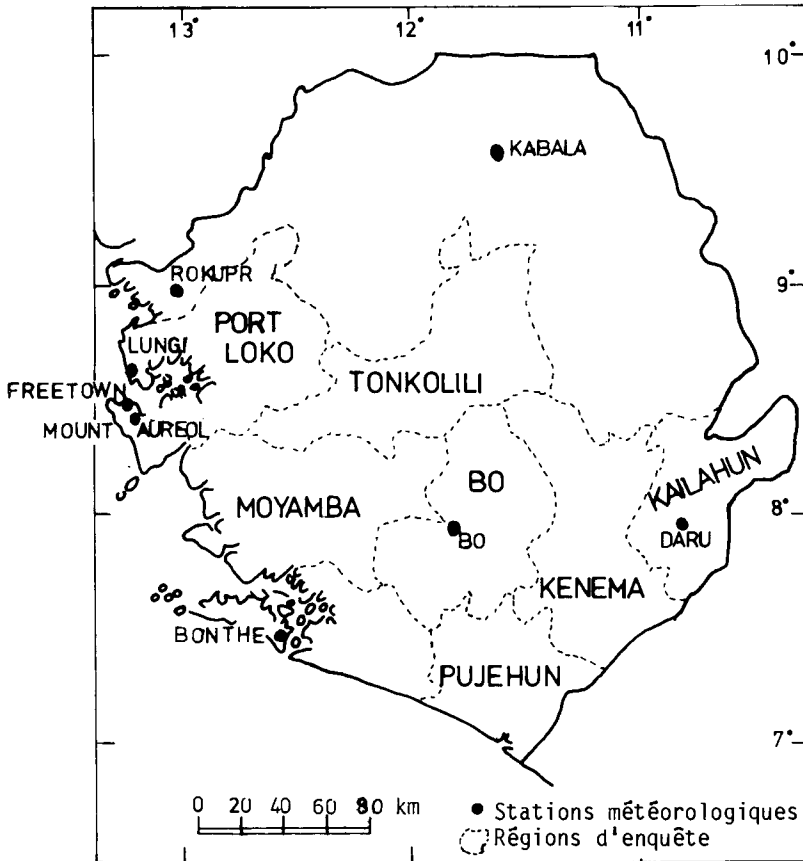 13° 12° 11°
10°
KABALA
ROKUPR
9°
PORT
LOKO
LUNGI
TONKOLILI
FREETOWN
MOUNT AUREOL
KAILAHUN
BO
MOYAMBA
8°
BO
DARU
KENEMA
BONTHE
PUJEHUN
7°
0 20 40 60 80 km
Stations météorologiques
Régions d'enquête